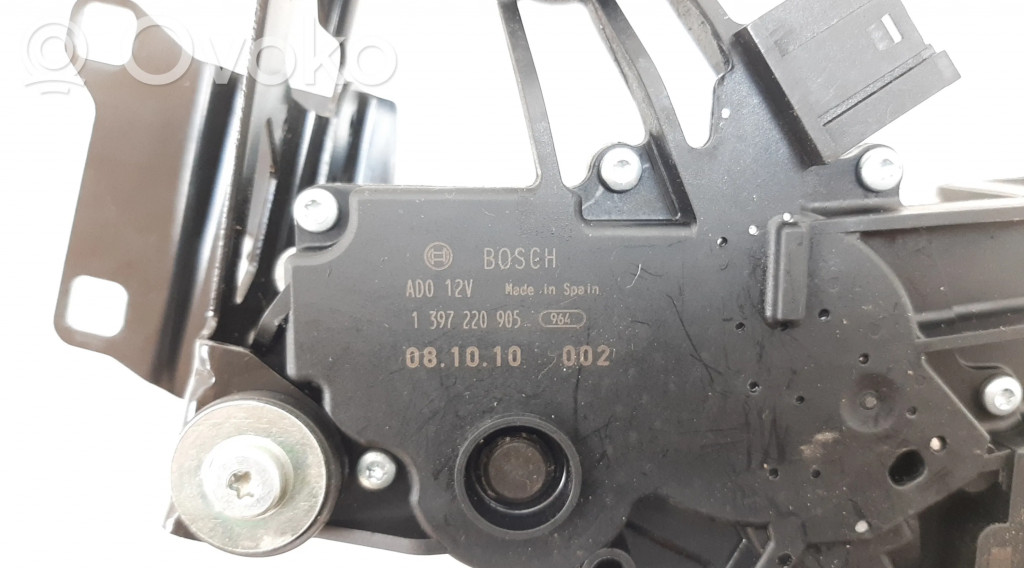 Ovoko
BOSCH
AD0 12V Made in Spain
1 397 220 905 964
08.10.10 002